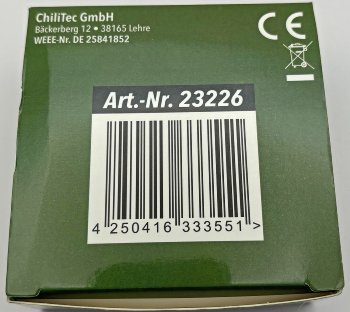 ChiliTec GmbH
Bäckerberg 12 • 38165 Lehre
WEEE-Nr. DE 25841852
CE
Art.-Nr. 23226
4 250416 333551 >